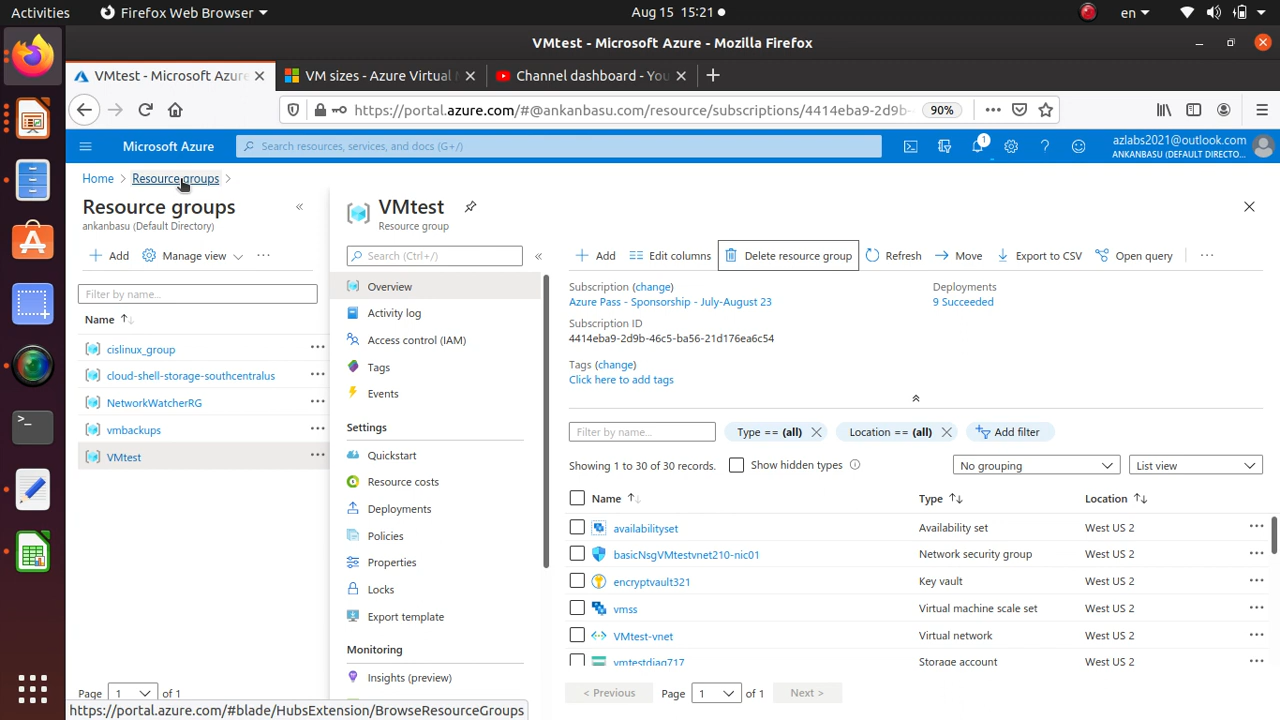 Activities
Firefox Web Browser
Aug 15 15:21
en
VMtest - Microsoft Azure - Mozilla Firefox
VMtest - Microsoft Azure
VM sizes - Azure Virtual
Channel dashboard - You
https://portal.azure.com/#@ankanbasu.com/resource/subscriptions/4414eba9-2d9b-
90%
Microsoft Azure
Search resources, services, and docs (G+/)
1
azlabs2021@outlook.com
ANKANBASU (DEFAULT DIRECTO...
Home > Resource groups >
Resource groups
ankanbasu (Default Directory)
Add
Manage view
Filter by name...
Name
cislinux_group
cloud-shell-storage-southcentralus
NetworkWatcherRG
vmbackups
VMtest
Page 1 of 1
VMtest
Resource group
Search (Ctrl+/)
Overview
Activity log
Access control (IAM)
Tags
Events
Settings
Quickstart
Resource costs
Deployments
Policies
Properties
Locks
Export template
Monitoring
Insights (preview)
Add
Edit columns
Delete resource group
Refresh
Move
Export to CSV
Open query
Subscription (change)
Azure Pass - Sponsorship - July-August 23
Subscription ID
4414eba9-2d9b-46c5-ba56-21d176ea6c54
Tags (change)
Click here to add tags
Deployments
9 Succeeded
Filter by name...
Type == (all)
Location == (all)
Add filter
Showing 1 to 30 of 30 records.
Show hidden types
No grouping
List view
Name Type Location
availabilityset Availability set West US 2
basicNsgVMtestvnet210-nic01 Network security group West US 2
encryptvault321 Key vault West US 2
vmss Virtual machine scale set West US 2
VMtest-vnet Virtual network West US 2
vmtestdiag717 Storage account West US 2
< Previous
Page 1 of 1
Next >
https://portal.azure.com/#blade/HubsExtension/BrowseResourceGroups